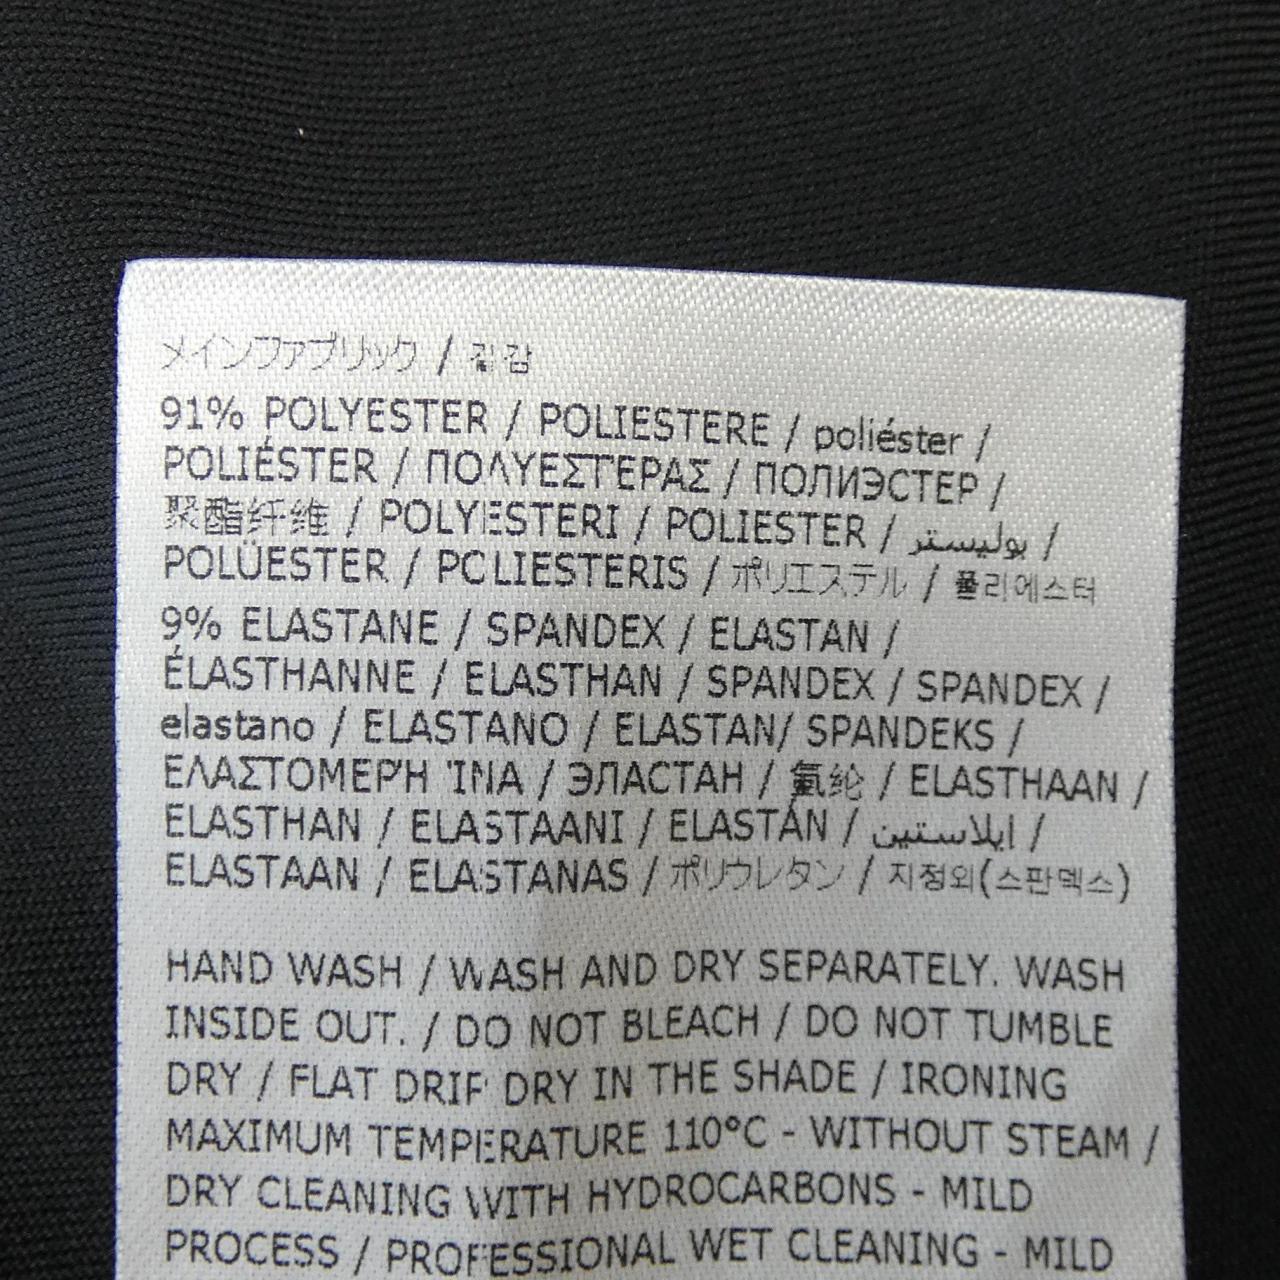 メインファブリック / 겉감
91% POLYESTER / POLIESTERE / poliéster /
POLIÉSTER / ΠΟΛΥΕΣΤΕΡΑΣ / ПОЛИЭСТЕР /
聚酯纤维 / POLYESTERI / POLIESTER / بوليستر /
POLÜESTER / POLIESTERIS / ポリエステル / 폴리에스터
9% ELASTANE / SPANDEX / ELASTAN /
ÉLASTHANNE / ELASTHAN / SPANDEX / SPANDEX /
elastano / ELASTANO / ELASTAN/ SPANDEKS /
ΕΛΑΣΤΟΜΕΡΉ ΊΝΑ / ЭЛАСТАН / 氨纶 / ELASTHAAN /
ELASTHAN / ELASTAANI / ELASTÁN / ايلاستين /
ELASTAAN / ELASTANAS / ポリウレタン / 지정외(스판덱스)
HAND WASH / WASH AND DRY SEPARATELY. WASH
INSIDE OUT. / DO NOT BLEACH / DO NOT TUMBLE
DRY / FLAT DRIP DRY IN THE SHADE / IRONING
MAXIMUM TEMPERATURE 110°C - WITHOUT STEAM /
DRY CLEANING WITH HYDROCARBONS - MILD
PROCESS / PROFESSIONAL WET CLEANING - MILD